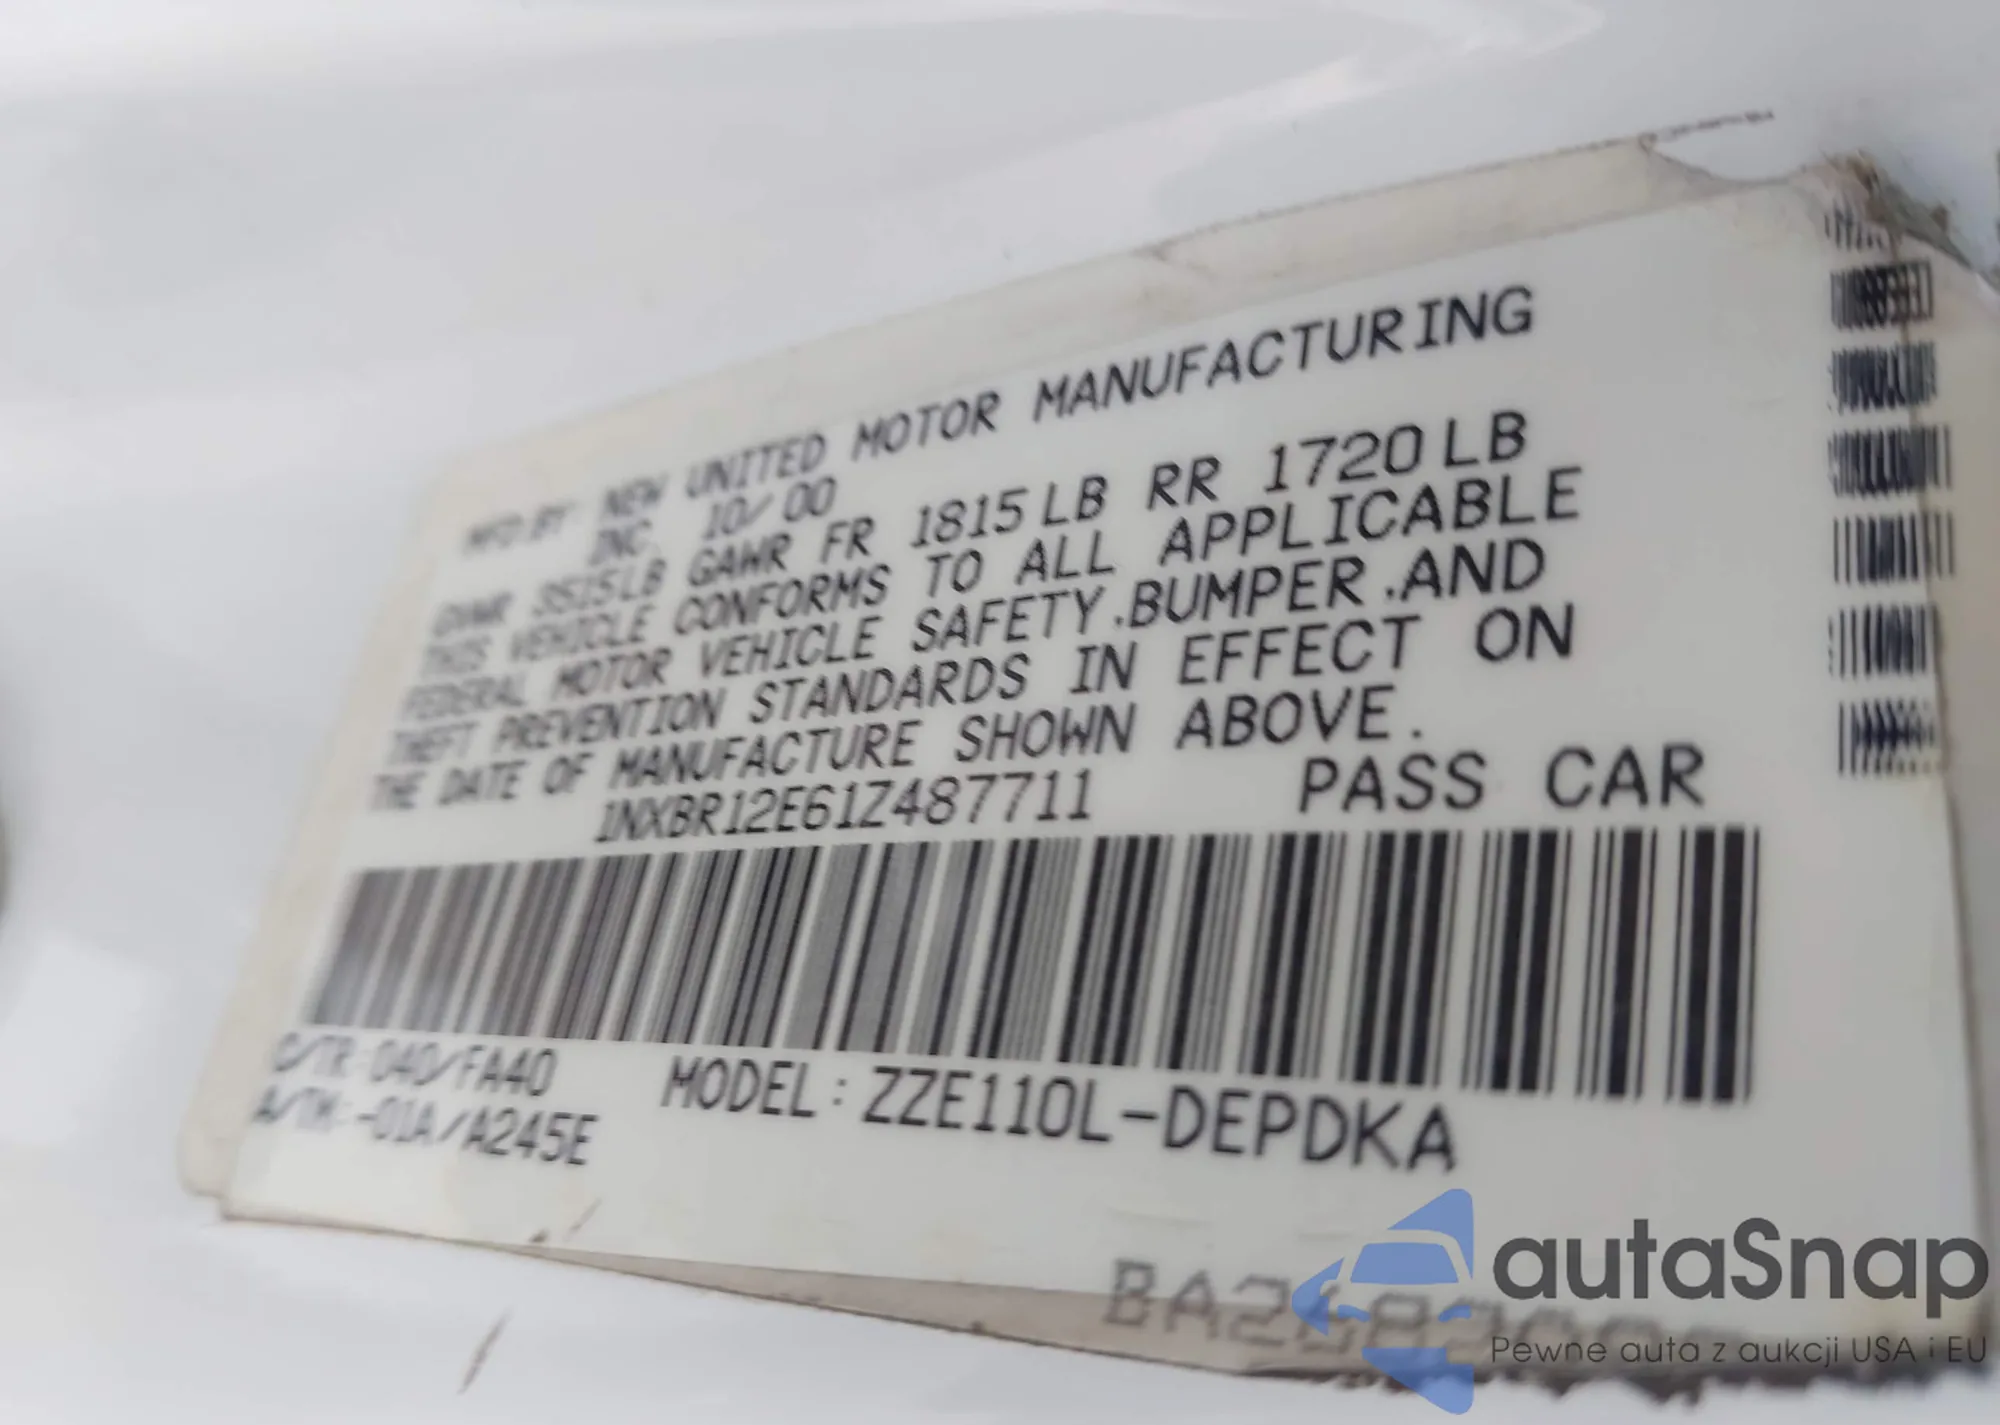 MFD.BY: NEW UNITED MOTOR MANUFACTURING
INC. 10/00
GVWR 3515LB GAWR FR 1815LB RR 1720LB
THIS VEHICLE CONFORMS TO ALL APPLICABLE
FEDERAL MOTOR VEHICLE SAFETY.BUMPER.AND
THEFT PREVENTION STANDARDS IN EFFECT ON
THE DATE OF MANUFACTURE SHOWN ABOVE.
1NXBR12E61Z487711 PASS CAR
C/TR:040/FA40 MODEL:ZZE110L-DEPDKA
A/TM:-01A/A245E
autaSnap
Pewne auta z aukcji USA i EU